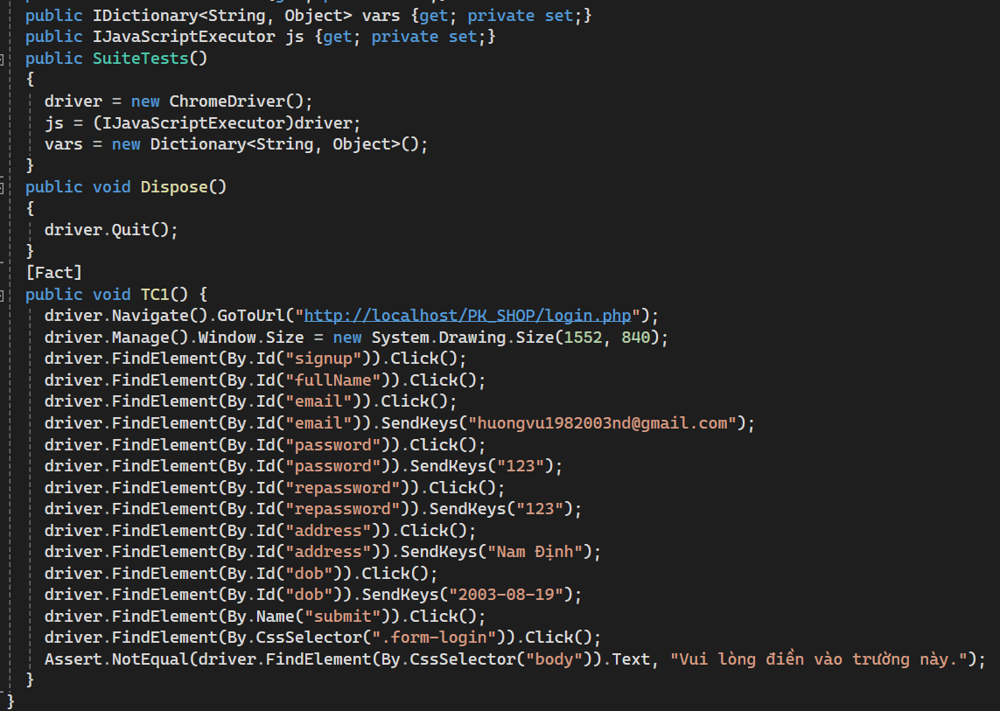 public IDictionary<String, Object> vars {get; private set;}
public IJavaScriptExecutor js {get; private set;}
public SuiteTests()
{
driver = new ChromeDriver();
js = (IJavaScriptExecutor)driver;
vars = new Dictionary<String, Object>();
}
public void Dispose()
{
driver.Quit();
}
[Fact]
public void TC1() {
driver.Navigate().GoToUrl("http://localhost/PK_SHOP/login.php");
driver.Manage().Window.Size = new System.Drawing.Size(1552, 840);
driver.FindElement(By.Id("signup")).Click();
driver.FindElement(By.Id("fullName")).Click();
driver.FindElement(By.Id("email")).Click();
driver.FindElement(By.Id("email")).SendKeys("huongvu1982003nd@gmail.com");
driver.FindElement(By.Id("password")).Click();
driver.FindElement(By.Id("password")).SendKeys("123");
driver.FindElement(By.Id("repassword")).Click();
driver.FindElement(By.Id("repassword")).SendKeys("123");
driver.FindElement(By.Id("address")).Click();
driver.FindElement(By.Id("address")).SendKeys("Nam Định");
driver.FindElement(By.Id("dob")).Click();
driver.FindElement(By.Id("dob")).SendKeys("2003-08-19");
driver.FindElement(By.Name("submit")).Click();
driver.FindElement(By.CssSelector(".form-login")).Click();
Assert.NotEqual(driver.FindElement(By.CssSelector("body")).Text, "Vui lòng điền vào trường này.");
}
}